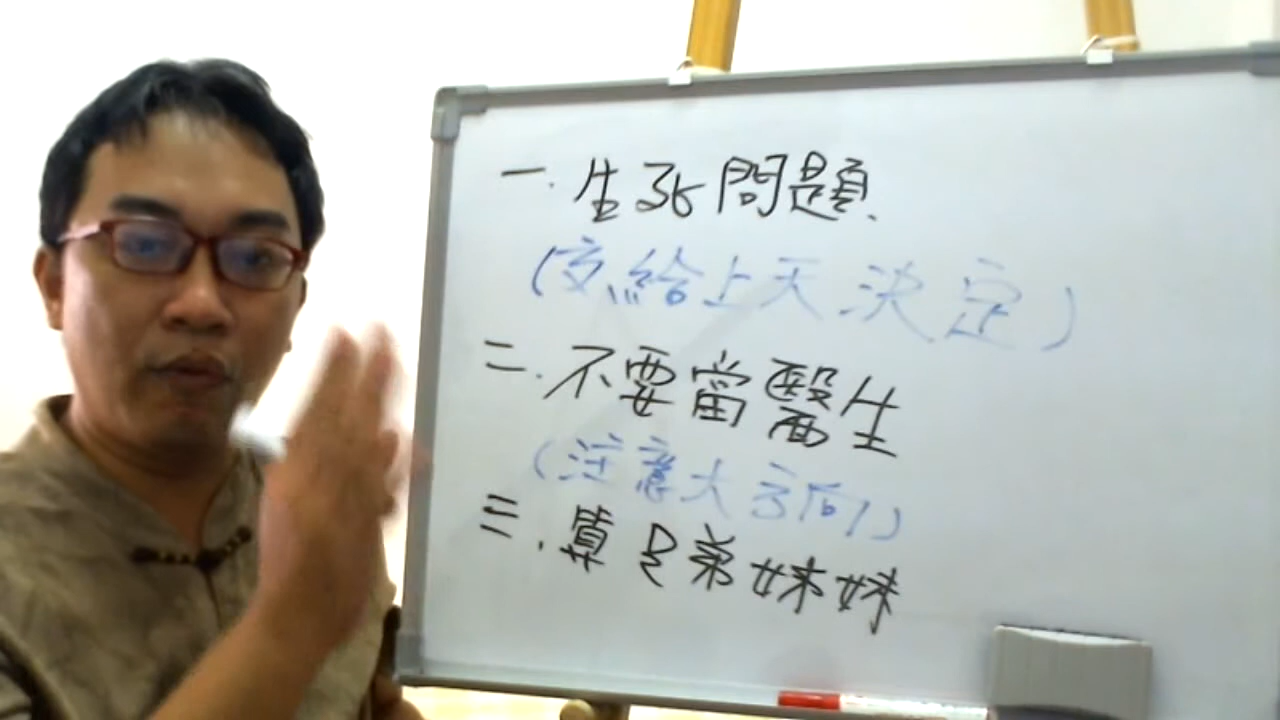 一. 生死問題.
(交給上天決定)
二. 不要當醫生
(注意大方向)
三. 算兄弟姊妹